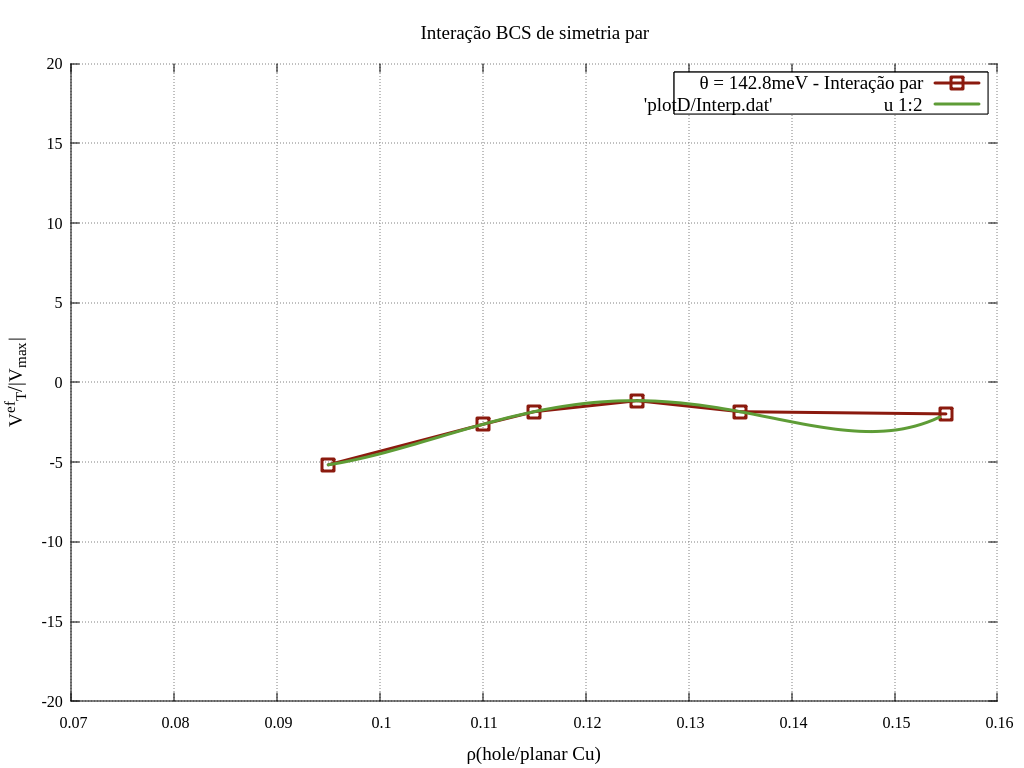 Interação BCS de simetria par
θ = 142.8meV - Interação par
'plotD/Interp.dat' u 1:2
20
15
10
5
0
-5
-10
-15
-20
V^ef_T/|V_max|
0.07 0.08 0.09 0.1 0.11 0.12 0.13 0.14 0.15 0.16
ρ(hole/planar Cu)